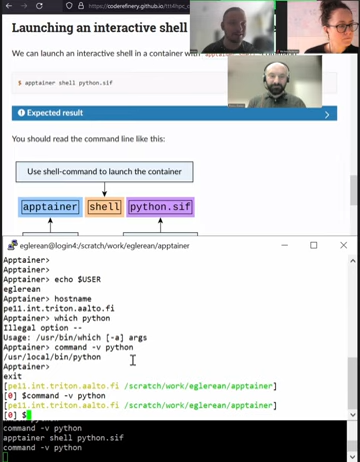 https://coderefinery.github.io/ttt4hpc_c
Launching an interactive shell
We can launch an interactive shell in a container with
$ apptainer shell python.sif
Expected result
You should read the command line like this:
Use shell-command to launch the container
apptainer shell python.sif
eglerean@login4:/scratch/work/eglerean/apptainer
Apptainer>
Apptainer>
Apptainer> echo $USER
eglerean
Apptainer> hostname
pe11.int.triton.aalto.fi
Apptainer> which python
Illegal option --
Usage: /usr/bin/which [-a] args
Apptainer> command -v python
/usr/local/bin/python
Apptainer>
exit
[pe11.int.triton.aalto.fi /scratch/work/eglerean/apptainer]
[0] $command -v python
[pe11.int.triton.aalto.fi /scratch/work/eglerean/apptainer]
[0] $
command -v python
apptainer shell python.sif
command -v python